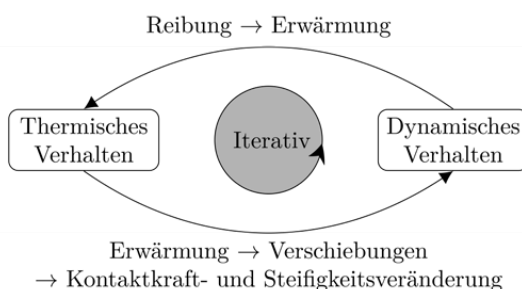 Reibung → Erwärmung
Thermisches
Verhalten
Iterativ
Dynamisches
Verhalten
Erwärmung → Verschiebungen
→ Kontaktkraft- und Steifigkeitsveränderung